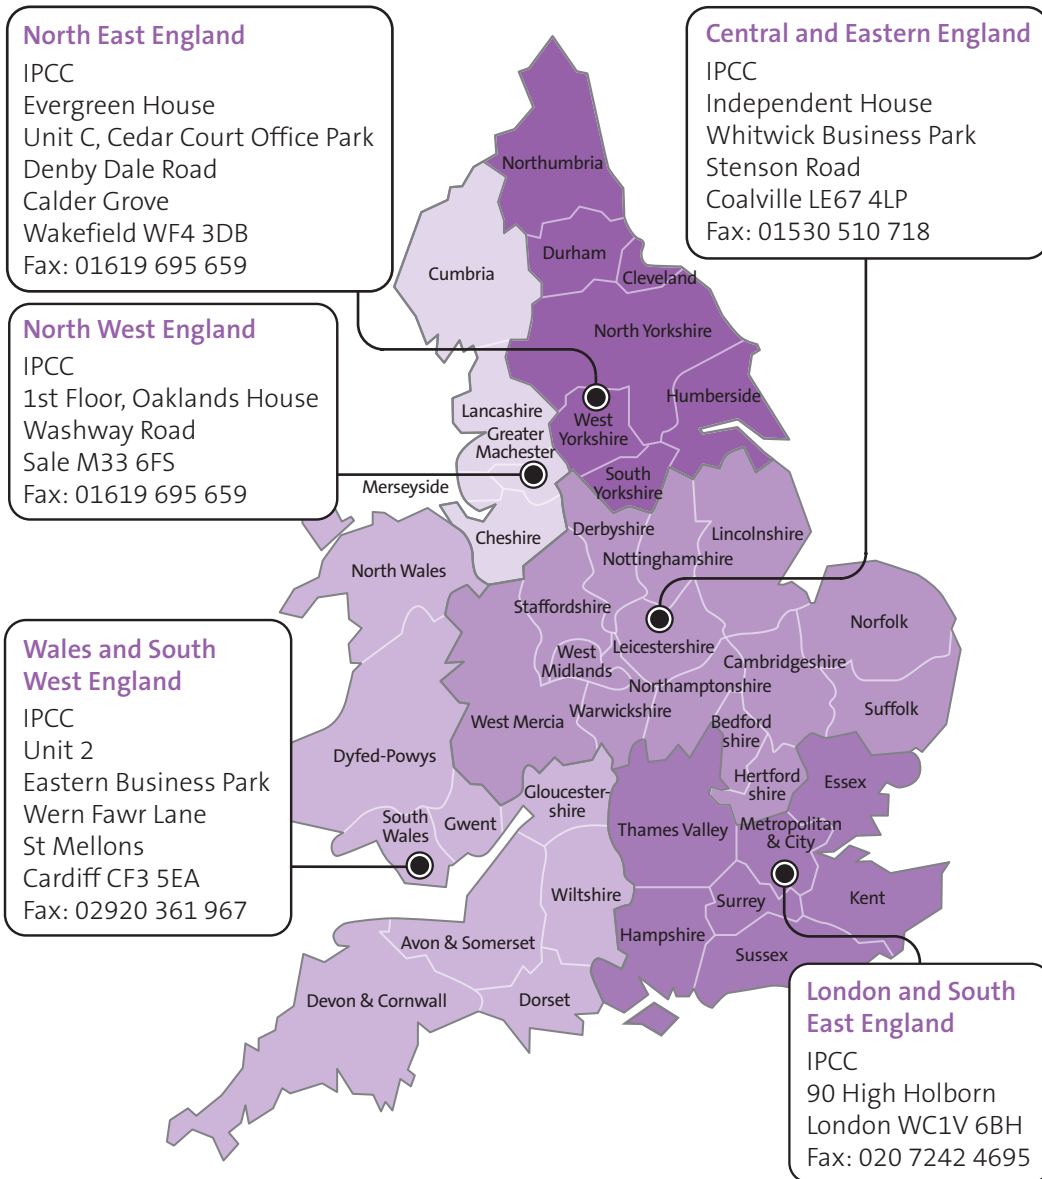 North East England
IPCC
Evergreen House
Unit C, Cedar Court Office Park
Denby Dale Road
Calder Grove
Wakefield WF4 3DB
Fax: 01619 695 659
Central and Eastern England
IPCC
Independent House
Whitwick Business Park
Stenson Road
Coalville LE67 4LP
Fax: 01530 510 718
North West England
IPCC
1st Floor, Oaklands House
Washway Road
Sale M33 6FS
Fax: 01619 695 659
Wales and South
West England
IPCC
Unit 2
Eastern Business Park
Wern Fawr Lane
St Mellons
Cardiff CF3 5EA
Fax: 02920 361 967
London and South
East England
IPCC
90 High Holborn
London WC1V 6BH
Fax: 020 7242 4695
Northumbria
Durham
Cleveland
Cumbria
North Yorkshire
Humberside
Lancashire
West
Yorkshire
Greater
Machester
South
Yorkshire
Merseyside
Cheshire
Derbyshire
Lincolnshire
Nottinghamshire
North Wales
Staffordshire
Norfolk
Leicestershire
West
Midlands
Cambridgeshire
Northamptonshire
Suffolk
Warwickshire
West Mercia
Bedford
shire
Dyfed-Powys
Hertford
shire
Essex
Gloucester-
shire
South
Wales
Gwent
Thames Valley
Metropolitan
& City
Wiltshire
Surrey
Kent
Hampshire
Avon & Somerset
Sussex
Devon & Cornwall
Dorset